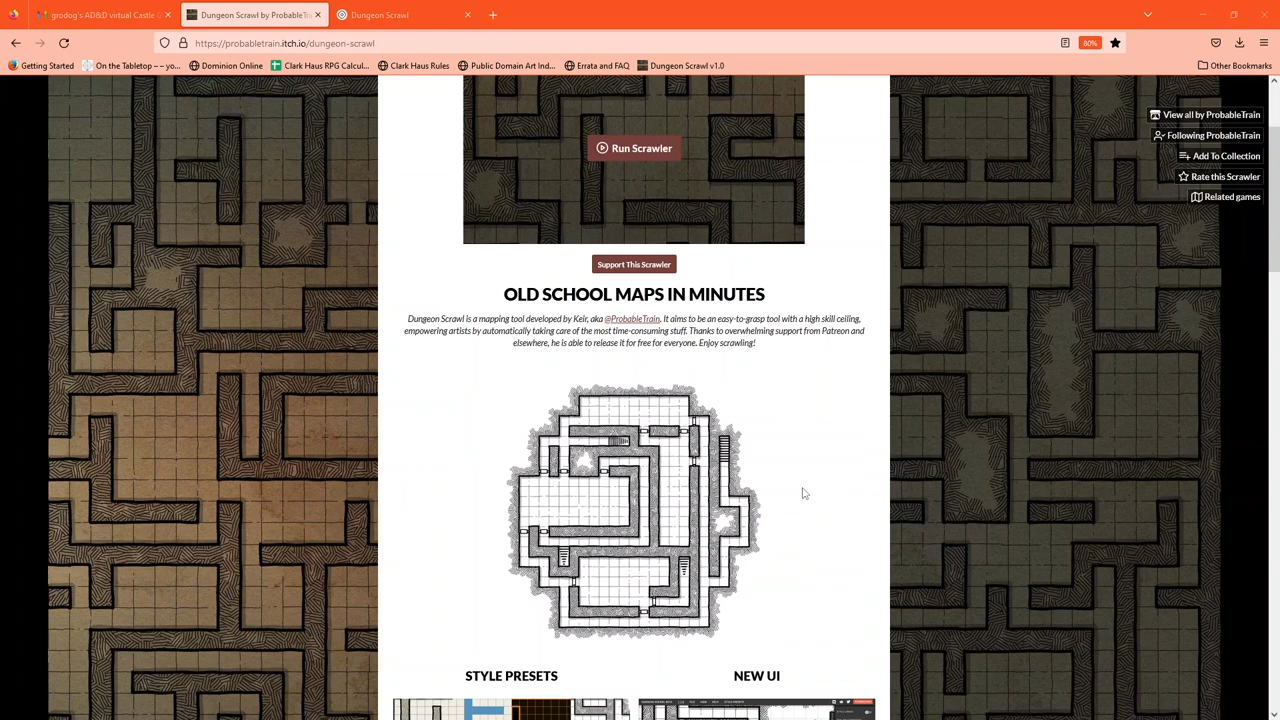 grodog's AD&D virtual Castle G
Dungeon Scrawl by ProbableTrai
Dungeon Scrawl
https://probabletrain.itch.io/dungeon-scrawl
80%
Getting Started
On the Tabletop – – yo...
Dominion Online
Clark Haus RPG Calcul...
Clark Haus Rules
Public Domain Art Ind...
Errata and FAQ
Dungeon Scrawl v1.0
Other Bookmarks
View all by ProbableTrain
Following ProbableTrain
Add To Collection
Rate this Scrawler
Related games
Run Scrawler
Support This Scrawler
OLD SCHOOL MAPS IN MINUTES
Dungeon Scrawl is a mapping tool developed by Keir, aka @ProbableTrain. It aims to be an easy-to-grasp tool with a high skill ceiling,
empowering artists by automatically taking care of the most time-consuming stuff. Thanks to overwhelming support from Patreon and
elsewhere, he is able to release it for free for everyone. Enjoy scrawling!
STYLE PRESETS
NEW UI